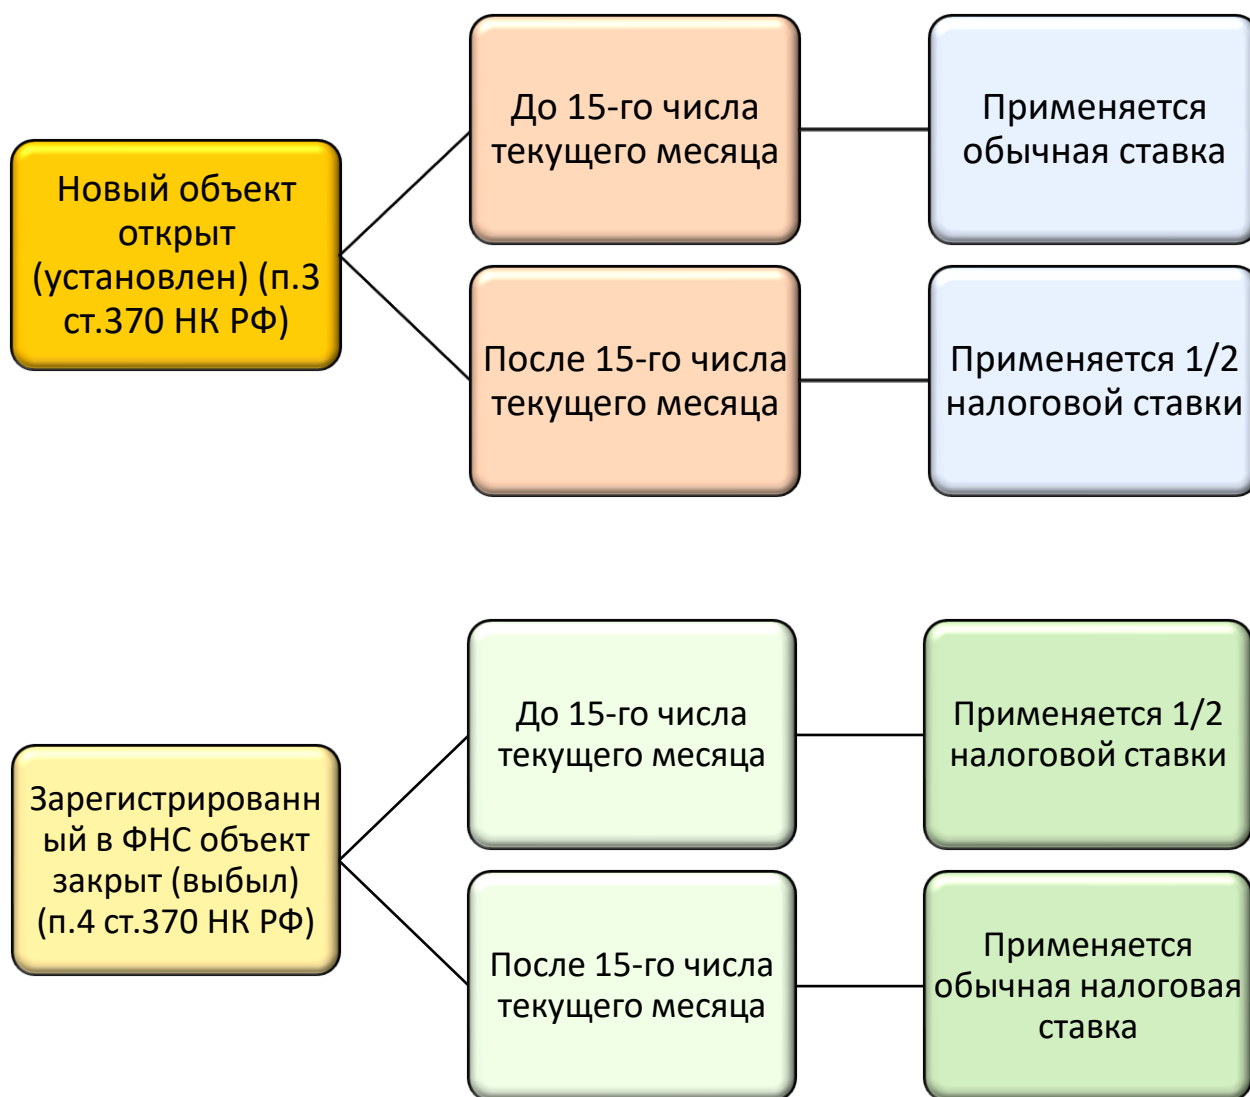 Новый объект
открыт
(установлен) (п.3
ст.370 НК РФ)
До 15-го числа
текущего месяца
Применяется
обычная ставка
После 15-го числа
текущего месяца
Применяется 1/2
налоговой ставки
Зарегистрированн
ый в ФНС объект
закрыт (выбыл)
(п.4 ст.370 НК РФ)
До 15-го числа
текущего месяца
Применяется 1/2
налоговой ставки
После 15-го числа
текущего месяца
Применяется
обычная налоговая
ставка